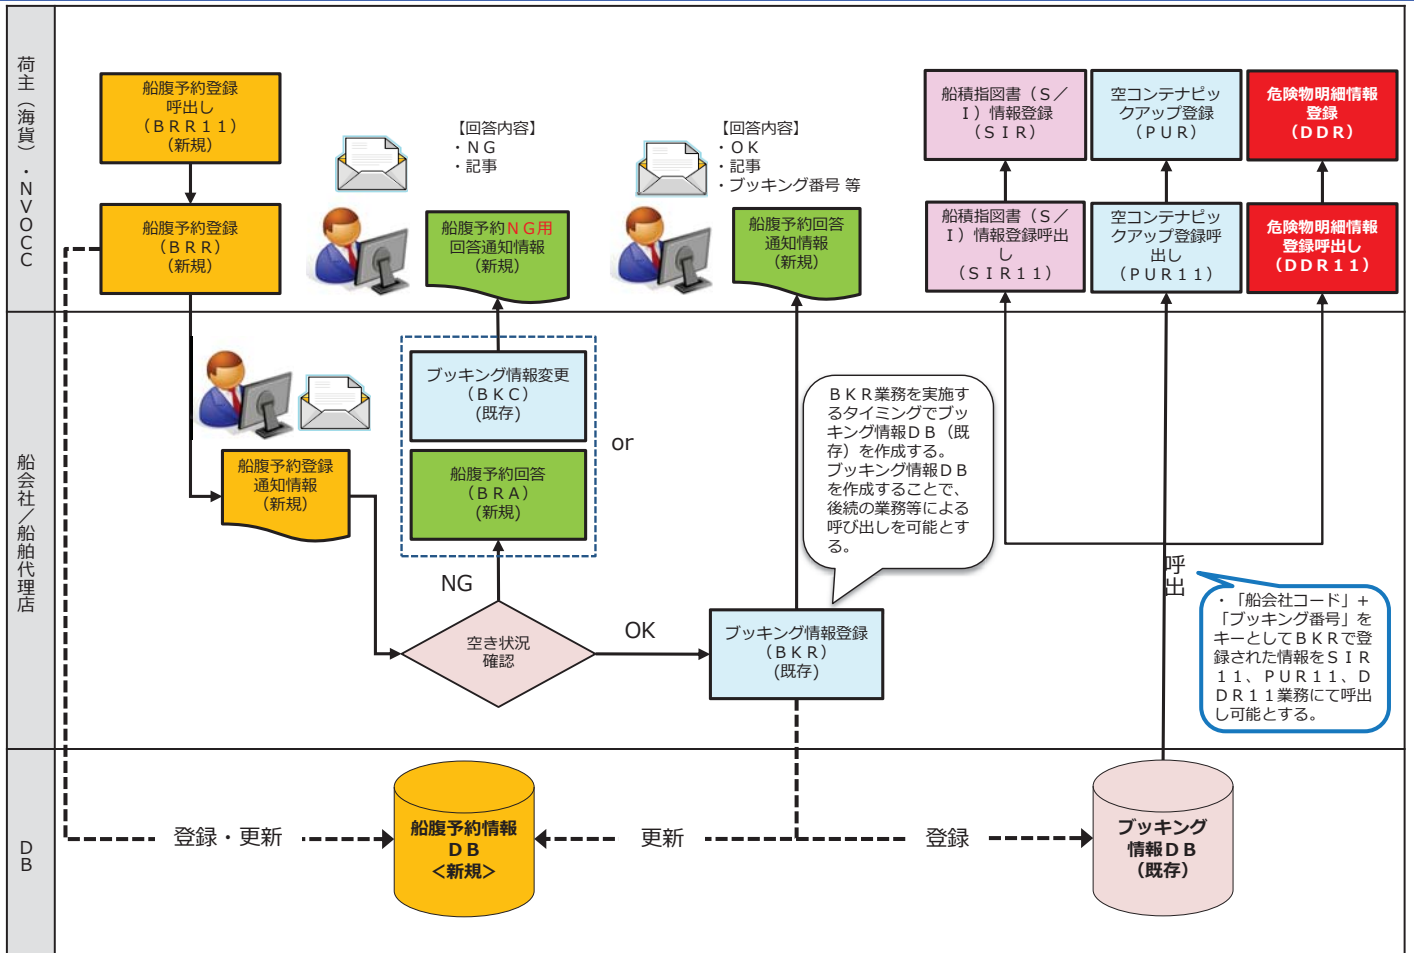 荷主（海貨）・NVOCC
船腹予約登録
呼出し
（ＢＲＲ１１）
(新規)
船腹予約登録
（ＢＲＲ）
(新規)
【回答内容】
・ＮＧ
・記事
船腹予約ＮＧ用
回答通知情報
(新規)
【回答内容】
・ＯＫ
・記事
・ブッキング番号 等
船腹予約回答
通知情報
(新規)
船積指図書（Ｓ／
Ｉ）情報登録
（ＳＩＲ）
空コンテナピッ
クアップ登録
（ＰＵＲ）
危険物明細情報
登録
（ＤＤＲ）
船積指図書（Ｓ／
Ｉ）情報登録呼出
し
（ＳＩＲ１１）
空コンテナピッ
クアップ登録呼
出し
（ＰＵＲ１１）
危険物明細情報
登録呼出し
（ＤＤＲ１１）
船会社／船舶代理店
船腹予約登録
通知情報
(新規)
ブッキング情報変更
（ＢＫＣ）
(既存)
船腹予約回答
（ＢＲＡ）
(新規)
or
NG
空き状況
確認
OK
ブッキング情報登録
（ＢＫＲ）
(既存)
ＢＫＲ業務を実施す
るタイミングでブッ
キング情報ＤＢ（既
存）を作成する。
ブッキング情報ＤＢ
を作成することで、
後続の業務等による
呼び出しを可能とす
る。
呼出
・「船会社コード」＋
「ブッキング番号」を
キーとしてＢＫＲで登
録された情報をＳＩＲ
１１、ＰＵＲ１１、Ｄ
ＤＲ１１業務にて呼出
し可能とする。
ＤＢ
登録・更新
船腹予約情報
ＤＢ
＜新規＞
更新
登録
ブッキング
情報ＤＢ
（既存）